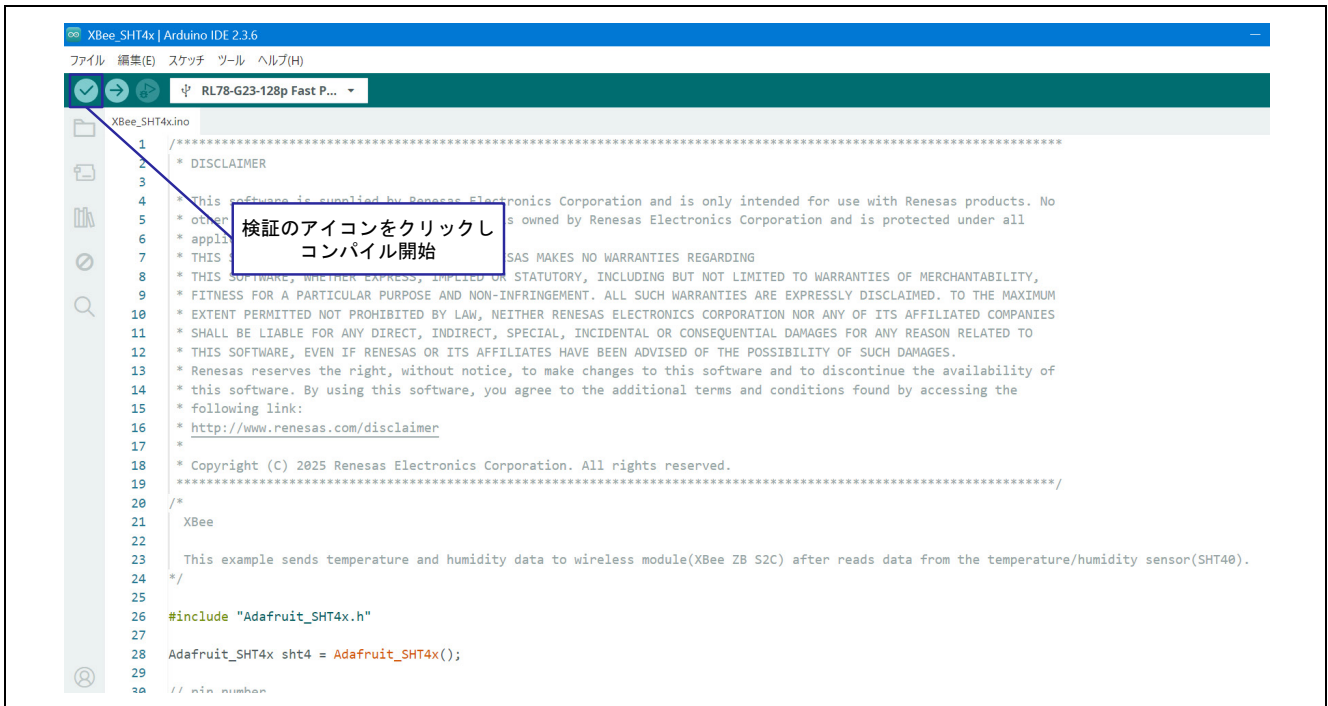 XBee_SHT4x | Arduino IDE 2.3.6
ファイル 編集(E) スケッチ ツール ヘルプ(H)
RL78-G23-128p Fast P...
XBee_SHT4x.ino
1 /**********************************************************************************************************************
2 * DISCLAIMER
3
4 * This software is supplied by Renesas Electronics Corporation and is only intended for use with Renesas products. No
5 * other s owned by Renesas Electronics Corporation and is protected under all
6 * appli
7 * THIS S SAS MAKES NO WARRANTIES REGARDING
8 * THIS SOFTWARE, WHETHER EXPRESS, IMPLIED OR STATUTORY, INCLUDING BUT NOT LIMITED TO WARRANTIES OF MERCHANTABILITY,
9 * FITNESS FOR A PARTICULAR PURPOSE AND NON-INFRINGEMENT. ALL SUCH WARRANTIES ARE EXPRESSLY DISCLAIMED. TO THE MAXIMUM
10 * EXTENT PERMITTED NOT PROHIBITED BY LAW, NEITHER RENESAS ELECTRONICS CORPORATION NOR ANY OF ITS AFFILIATED COMPANIES
11 * SHALL BE LIABLE FOR ANY DIRECT, INDIRECT, SPECIAL, INCIDENTAL OR CONSEQUENTIAL DAMAGES FOR ANY REASON RELATED TO
12 * THIS SOFTWARE, EVEN IF RENESAS OR ITS AFFILIATES HAVE BEEN ADVISED OF THE POSSIBILITY OF SUCH DAMAGES.
13 * Renesas reserves the right, without notice, to make changes to this software and to discontinue the availability of
14 * this software. By using this software, you agree to the additional terms and conditions found by accessing the
15 * following link:
16 * http://www.renesas.com/disclaimer
17 *
18 * Copyright (C) 2025 Renesas Electronics Corporation. All rights reserved.
19 *********************************************************************************************************************/
20 /*
21 XBee
22
23 This example sends temperature and humidity data to wireless module(XBee ZB S2C) after reads data from the temperature/humidity sensor(SHT40).
24 */
25
26 #include "Adafruit_SHT4x.h"
27
28 Adafruit_SHT4x sht4 = Adafruit_SHT4x();
29
30 // pin number
検証のアイコンをクリックし
コンパイル開始